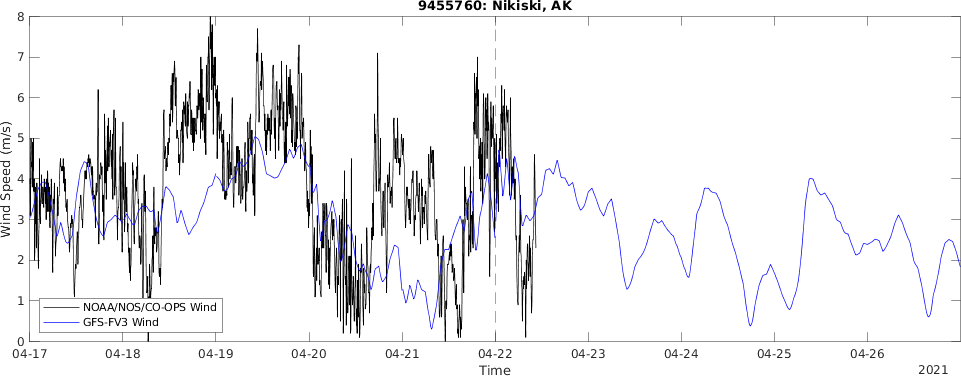 9455760: Nikiski, AK
8
7
6
5
4
3
2
1
0
Wind Speed (m/s)
NOAA/NOS/CO-OPS Wind
GFS-FV3 Wind
04-17 04-18 04-19 04-20 04-21 04-22 04-23 04-24 04-25 04-26
Time
2021